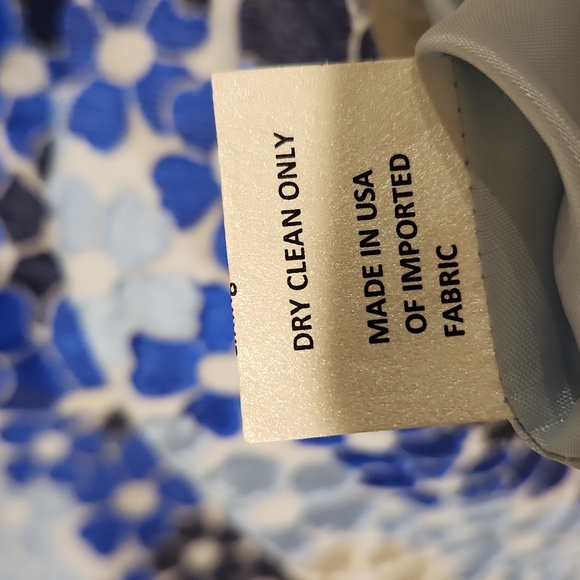 DRY CLEAN ONLY
MADE IN USA
OF IMPORTED
FABRIC